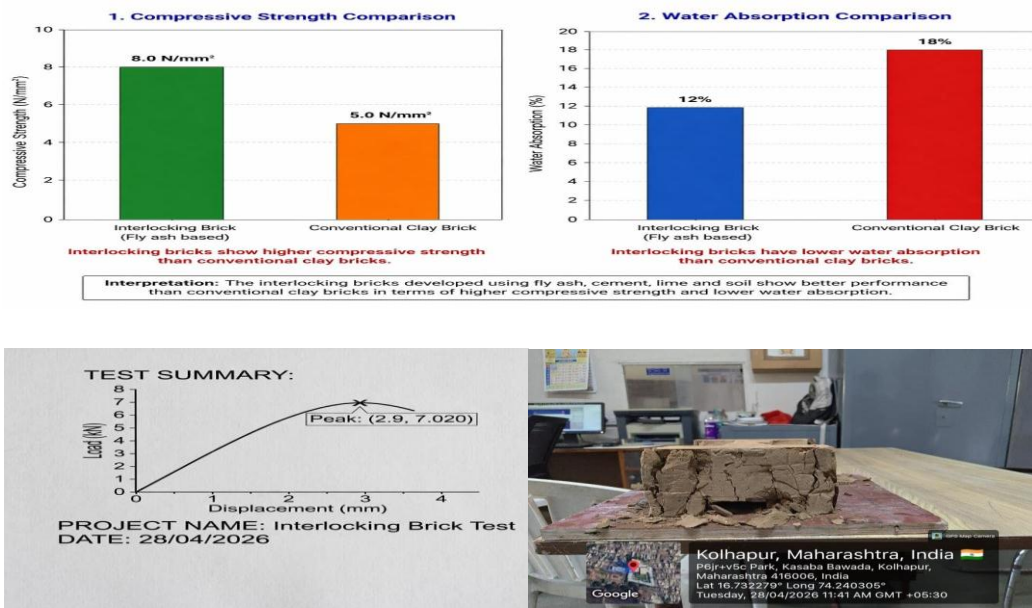 1. Compressive Strength Comparison
Compressive Strength (N/mm²)
10
8
6
4
2
0
8.0 N/mm²
5.0 N/mm²
Interlocking Brick
(Fly ash based)
Conventional Clay Brick
Interlocking bricks show higher compressive strength
than conventional clay bricks.
2. Water Absorption Comparison
Water Absorption (%)
20
18
16
14
12
10
8
6
4
2
0
12%
18%
Interlocking Brick
(Fly ash based)
Conventional Clay Brick
Interlocking bricks have lower water absorption
than conventional clay bricks.
Interpretation: The interlocking bricks developed using fly ash, cement, lime and soil show better performance
than conventional clay bricks in terms of higher compressive strength and lower water absorption.
TEST SUMMARY:
Load (kN)
8
7
6
5
4
3
2
1
0
Peak: (2.9, 7.020)
0 1 2 3 4
Displacement (mm)
PROJECT NAME: Interlocking Brick Test
DATE: 28/04/2026
GPS Map Camera
Kolhapur, Maharashtra, India
P6jr+v5c Park, Kasaba Bawada, Kolhapur,
Maharashtra 416006, India
Lat 16.732279° Long 74.240305°
Tuesday, 28/04/2026 11:41 AM GMT +05:30
Google